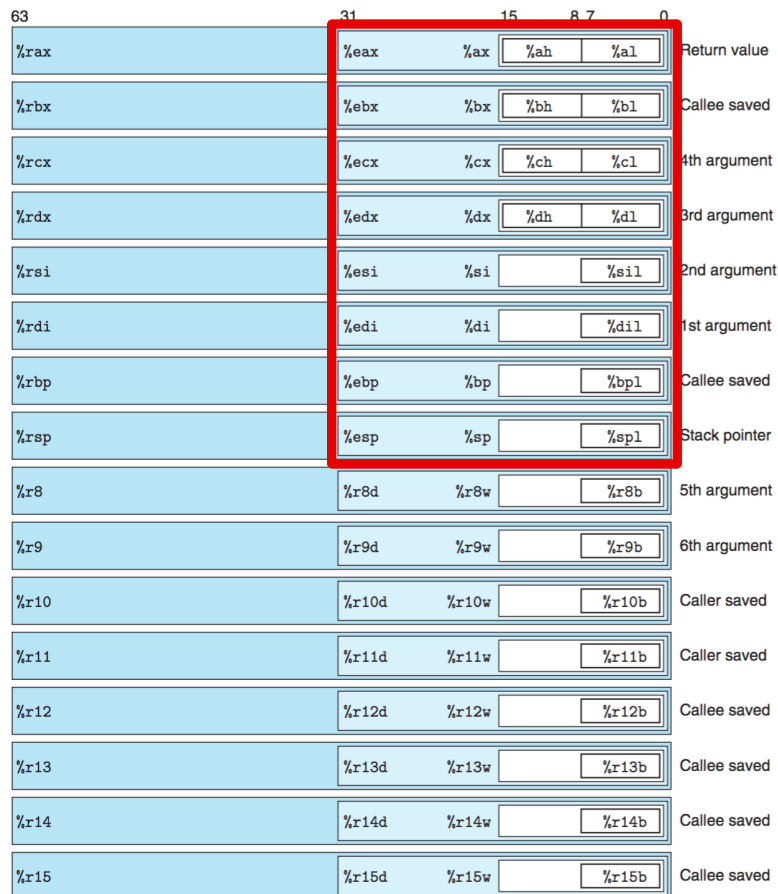 63 31 15 8 7 0
%rax %eax %ax %ah %al Return value
%rbx %ebx %bx %bh %bl Callee saved
%rcx %ecx %cx %ch %cl 4th argument
%rdx %edx %dx %dh %dl 3rd argument
%rsi %esi %si %sil 2nd argument
%rdi %edi %di %dil 1st argument
%rbp %ebp %bp %bpl Callee saved
%rsp %esp %sp %spl Stack pointer
%r8 %r8d %r8w %r8b 5th argument
%r9 %r9d %r9w %r9b 6th argument
%r10 %r10d %r10w %r10b Caller saved
%r11 %r11d %r11w %r11b Caller saved
%r12 %r12d %r12w %r12b Callee saved
%r13 %r13d %r13w %r13b Callee saved
%r14 %r14d %r14w %r14b Callee saved
%r15 %r15d %r15w %r15b Callee saved